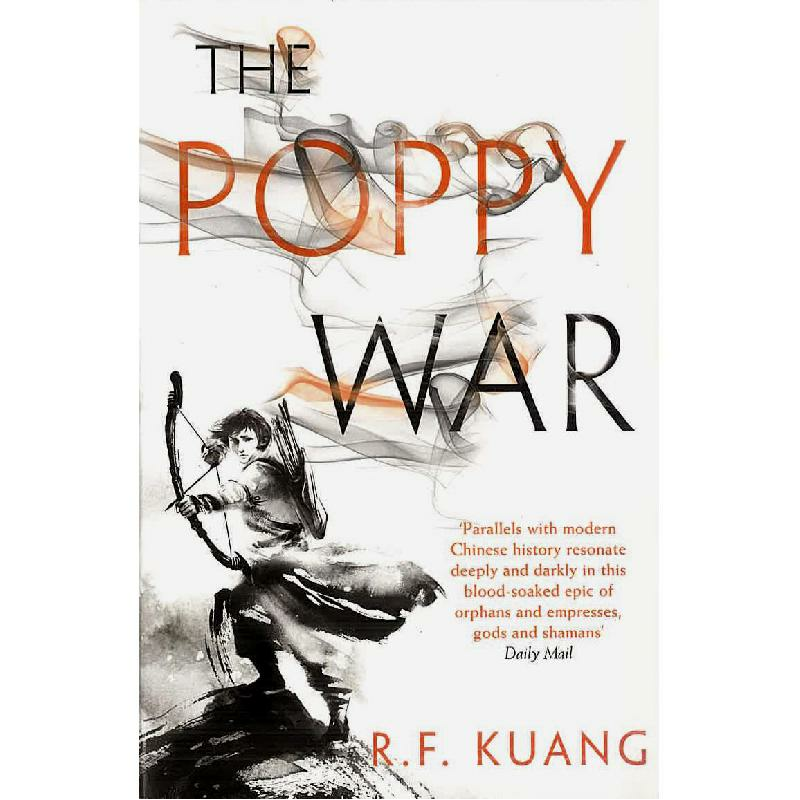 THE
POPPY
WAR
'Parallels with modern
Chinese history resonate
deeply and darkly in this
blood-soaked epic of
orphans and empresses,
gods and shamans'
Daily Mail
R.F. KUANG